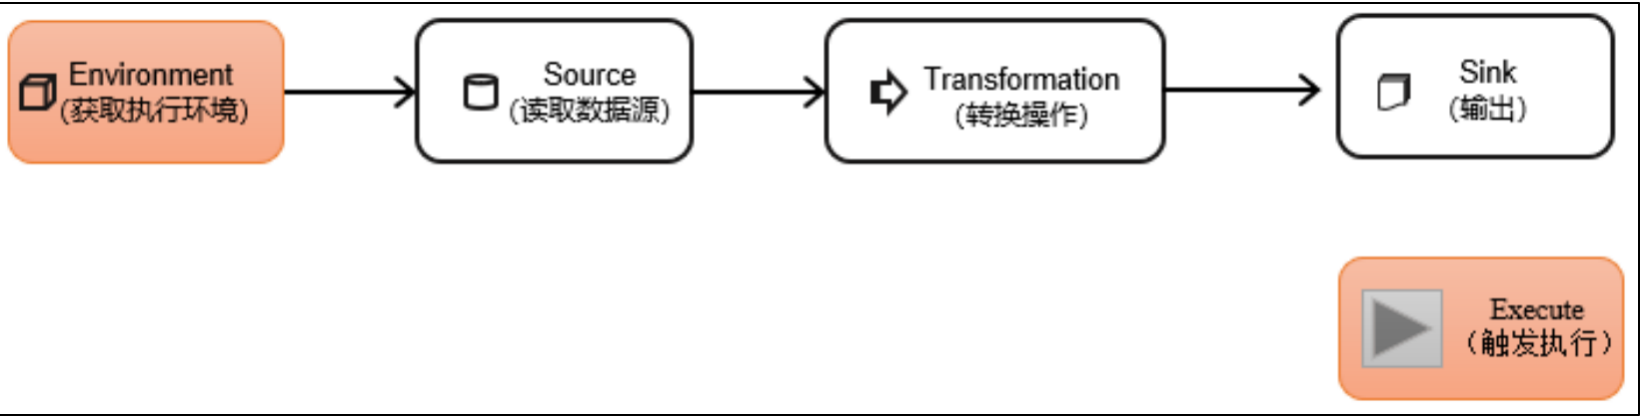 Environment
(获取执行环境)
Source
(读取数据源)
Transformation
(转换操作)
Sink
(输出)
Execute
（触发执行）